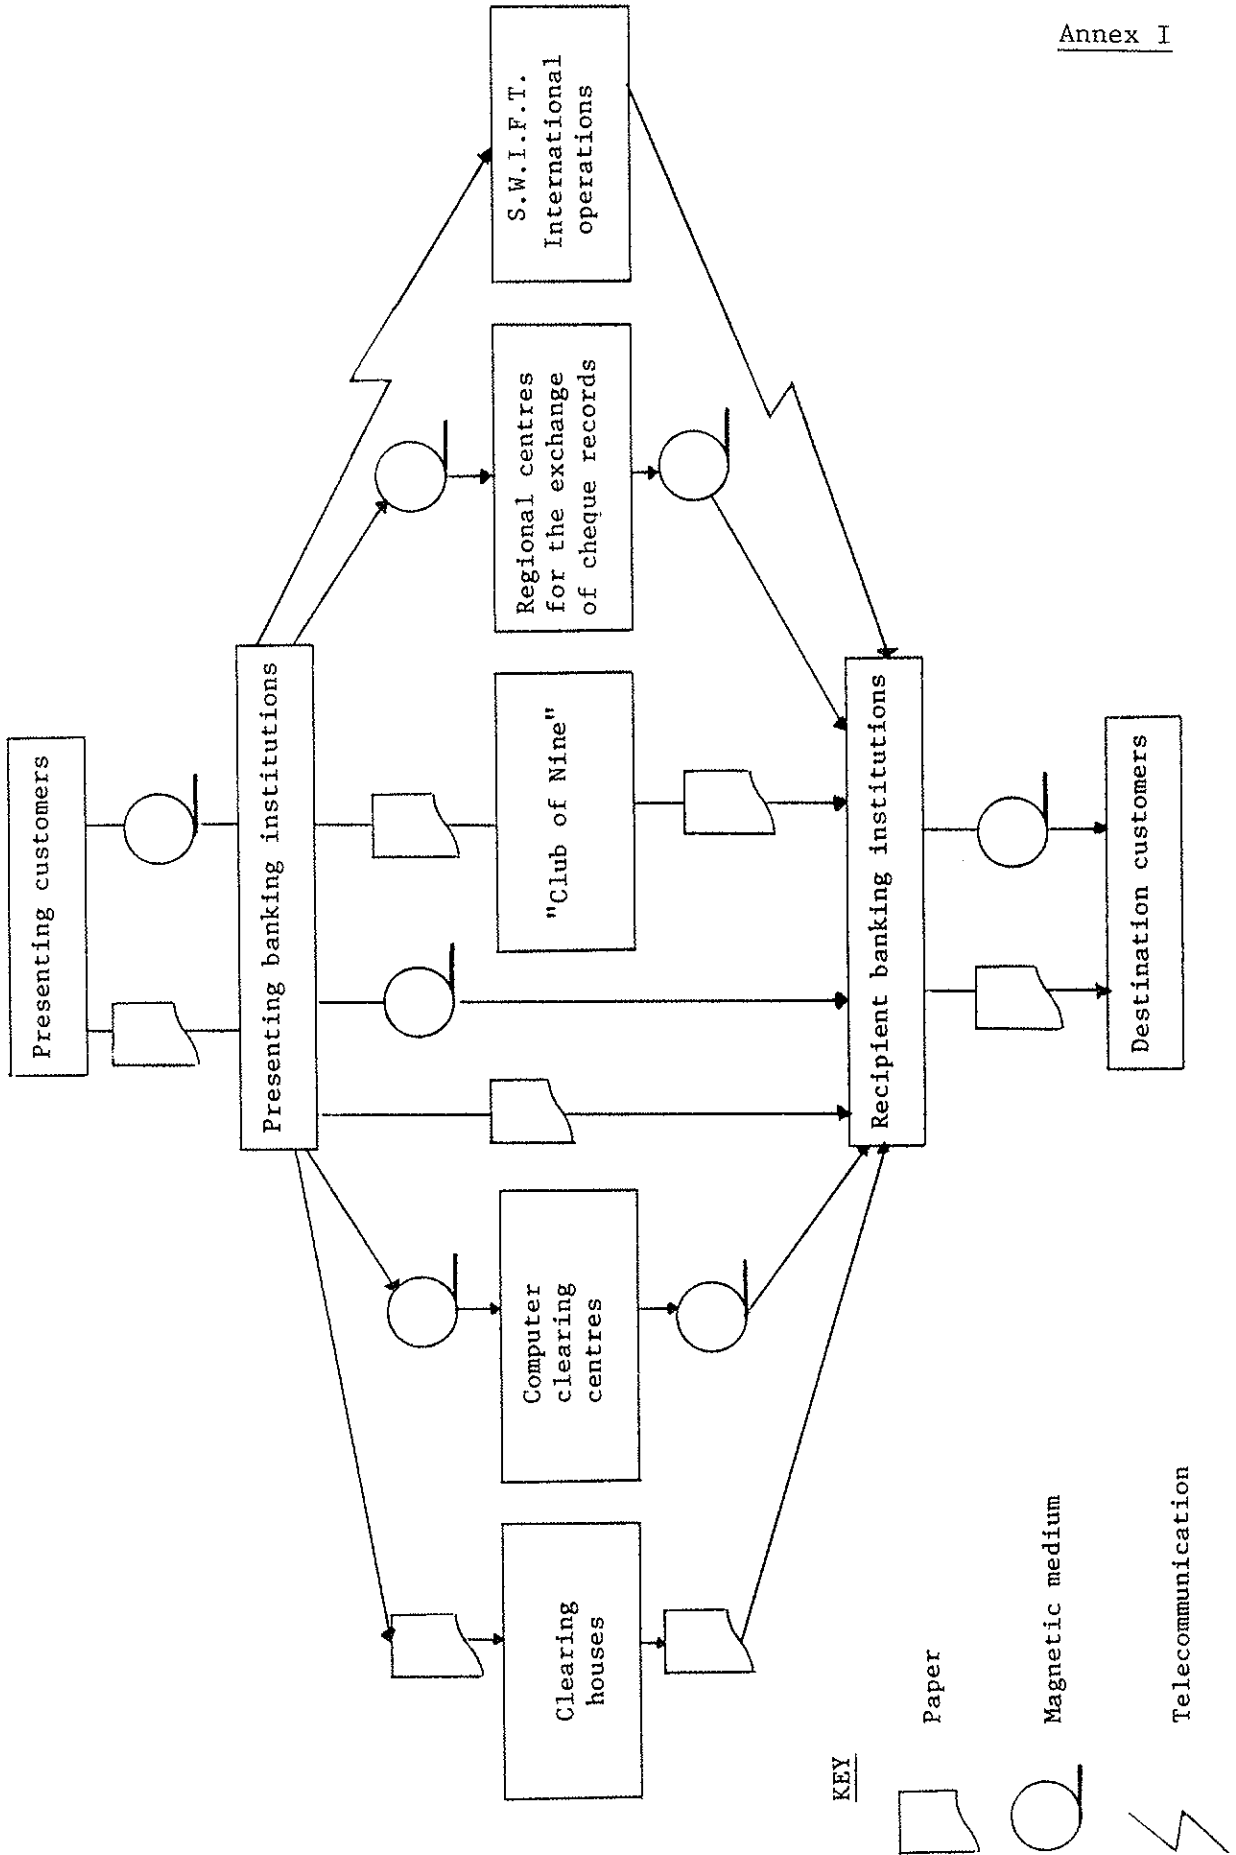 Annex I
Presenting customers
Presenting banking institutions
Clearing
houses
Computer
clearing
centres
"Club of Nine"
Regional centres
for the exchange
of cheque records
S.W.I.F.T.
International
operations
Recipient banking institutions
Destination customers
KEY
Paper
Magnetic medium
Telecommunication